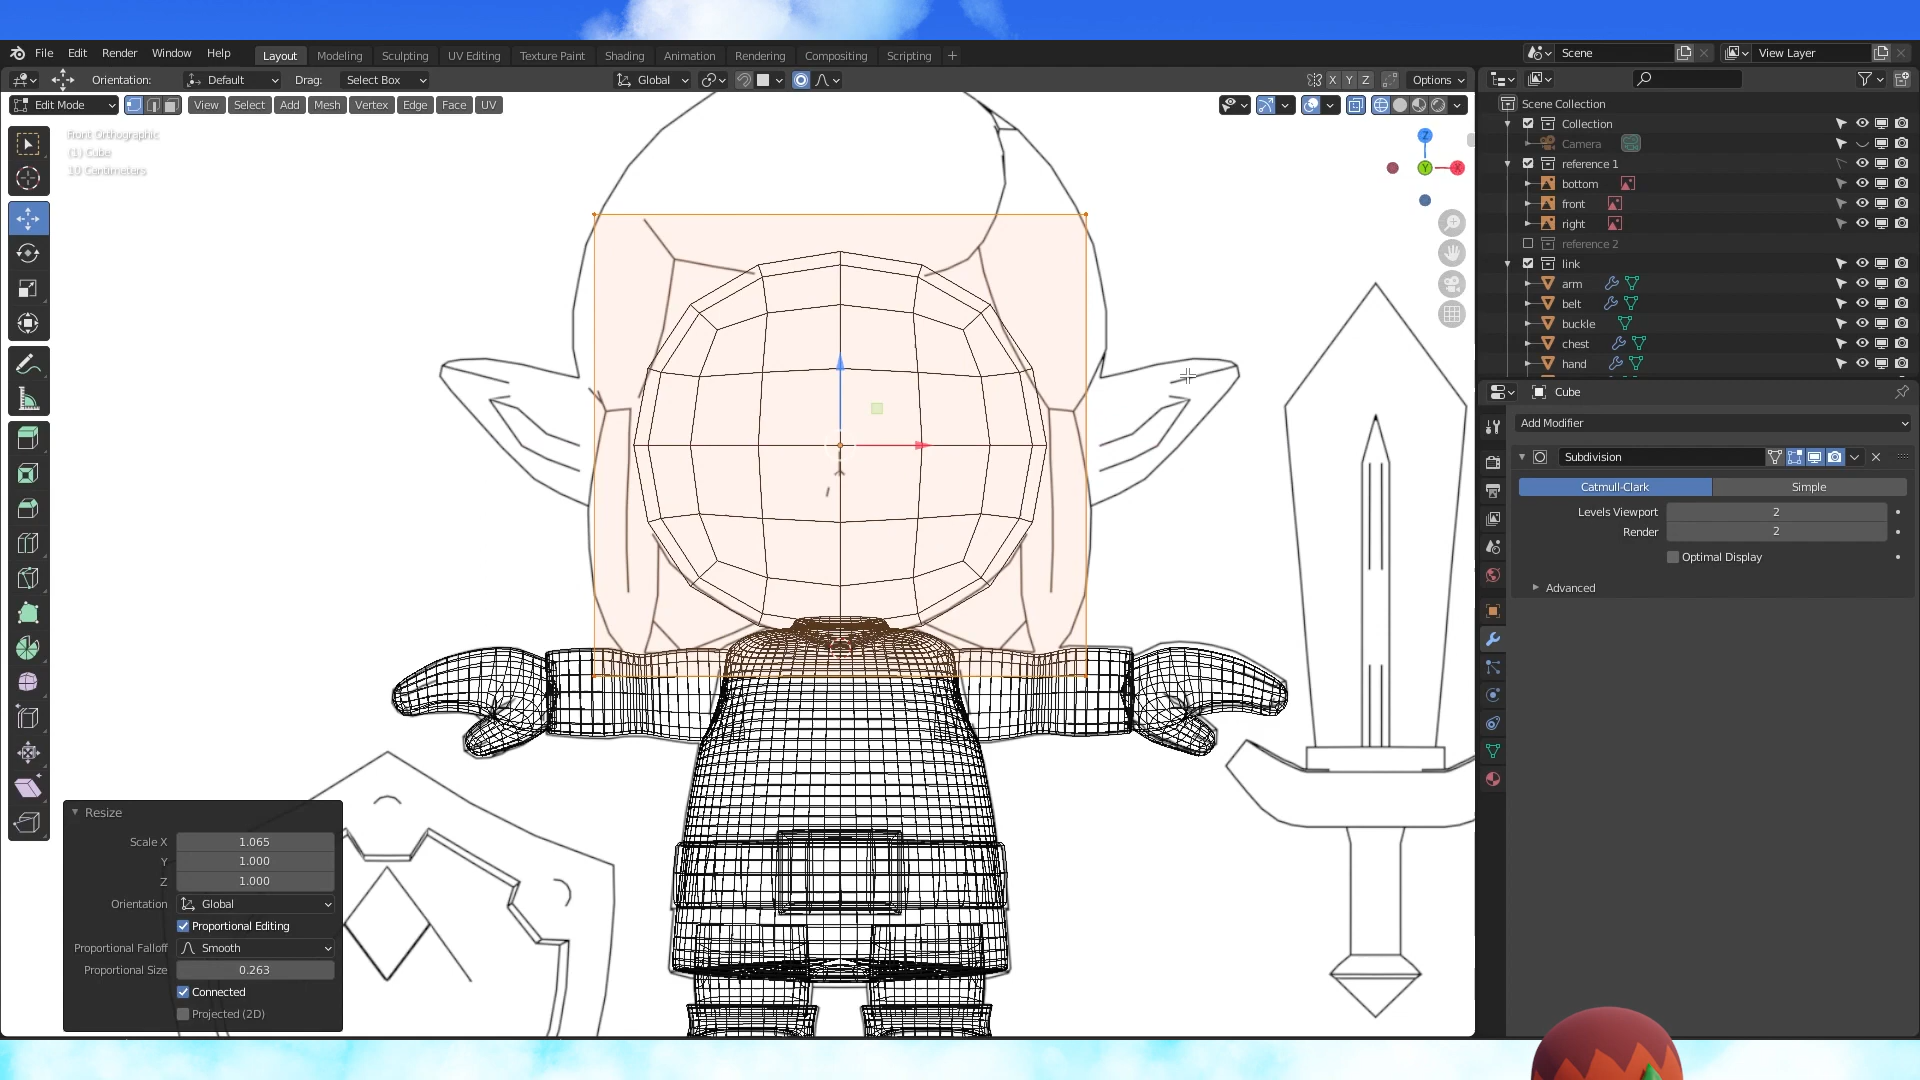 File Edit Render Window Help Layout Modeling Sculpting UV Editing Texture Paint Shading Animation Rendering Compositing Scripting + Scene View Layer
Orientation: Default Drag: Select Box Global X Y Z Options
Edit Mode View Select Add Mesh Vertex Edge Face UV
Front Orthographic
(1) Cube
10 Centimeters
Z
Y X
Scene Collection
Collection
Camera
reference 1
bottom
front
right
reference 2
link
arm
belt
buckle
chest
hand
Cube
Add Modifier
Subdivision
Catmull-Clark Simple
Levels Viewport 2
Render 2
Optimal Display
Advanced
Resize
Scale X 1.065
Y 1.000
Z 1.000
Orientation Global
Proportional Editing
Proportional Falloff Smooth
Proportional Size 0.263
Connected
Projected (2D)